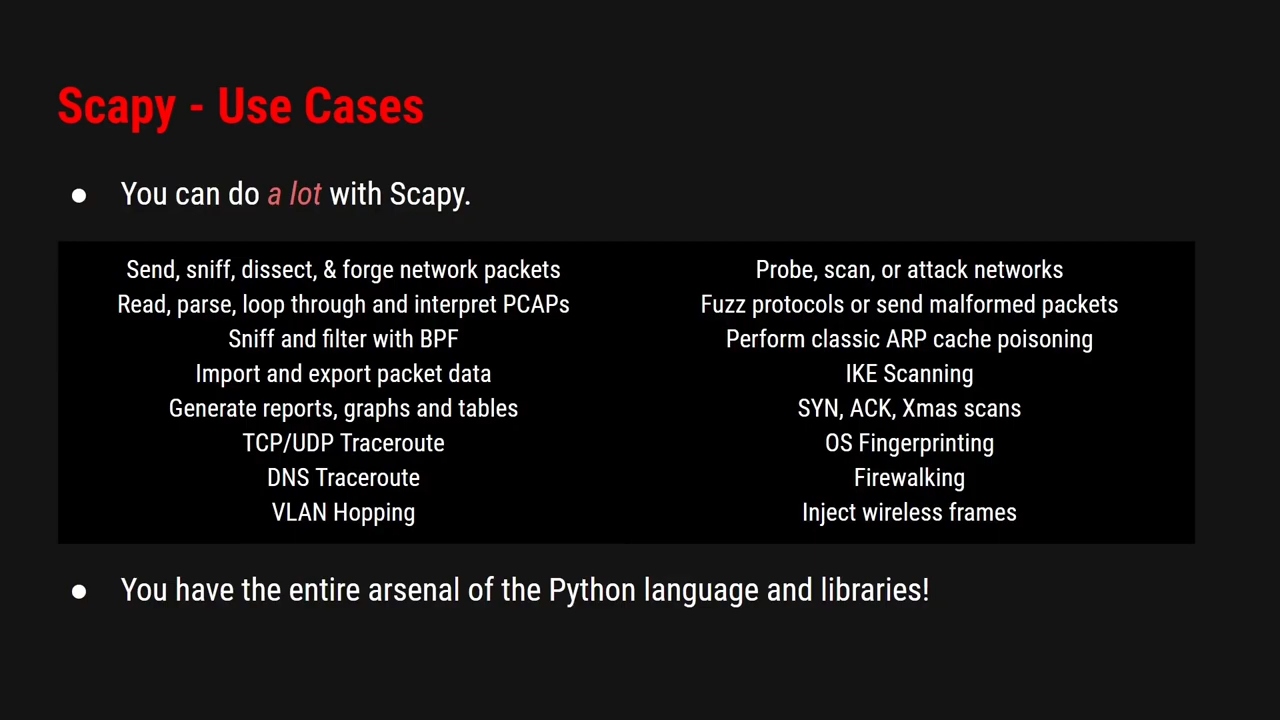 Scapy - Use Cases
● You can do a lot with Scapy.
Send, sniff, dissect, & forge network packets
Read, parse, loop through and interpret PCAPs
Sniff and filter with BPF
Import and export packet data
Generate reports, graphs and tables
TCP/UDP Traceroute
DNS Traceroute
VLAN Hopping
Probe, scan, or attack networks
Fuzz protocols or send malformed packets
Perform classic ARP cache poisoning
IKE Scanning
SYN, ACK, Xmas scans
OS Fingerprinting
Firewalking
Inject wireless frames
● You have the entire arsenal of the Python language and libraries!